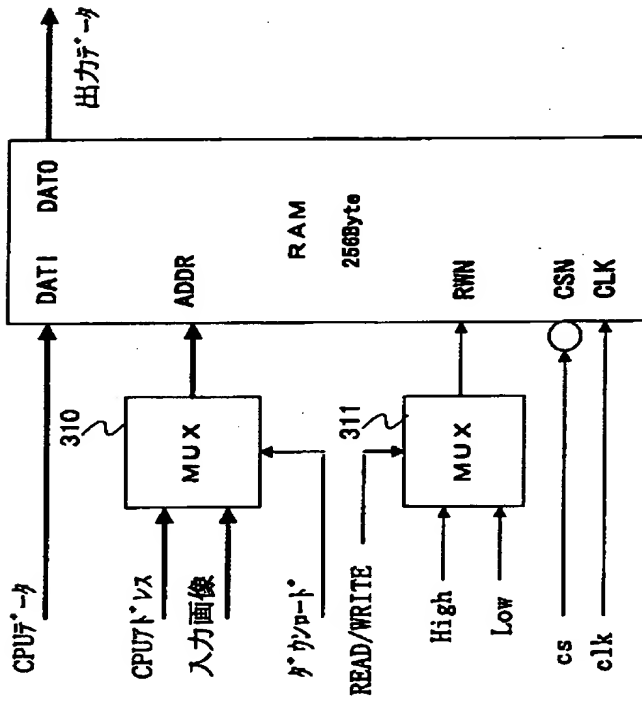 出力データ
CPUデータ
DATI
DATO
310
MUX
ADDR
CPUアドレス
入力画像
RAM
256Byte
ダウンロード
READ/WRITE
311
MUX
RWN
High
Low
cs
CSN
clk
CLK